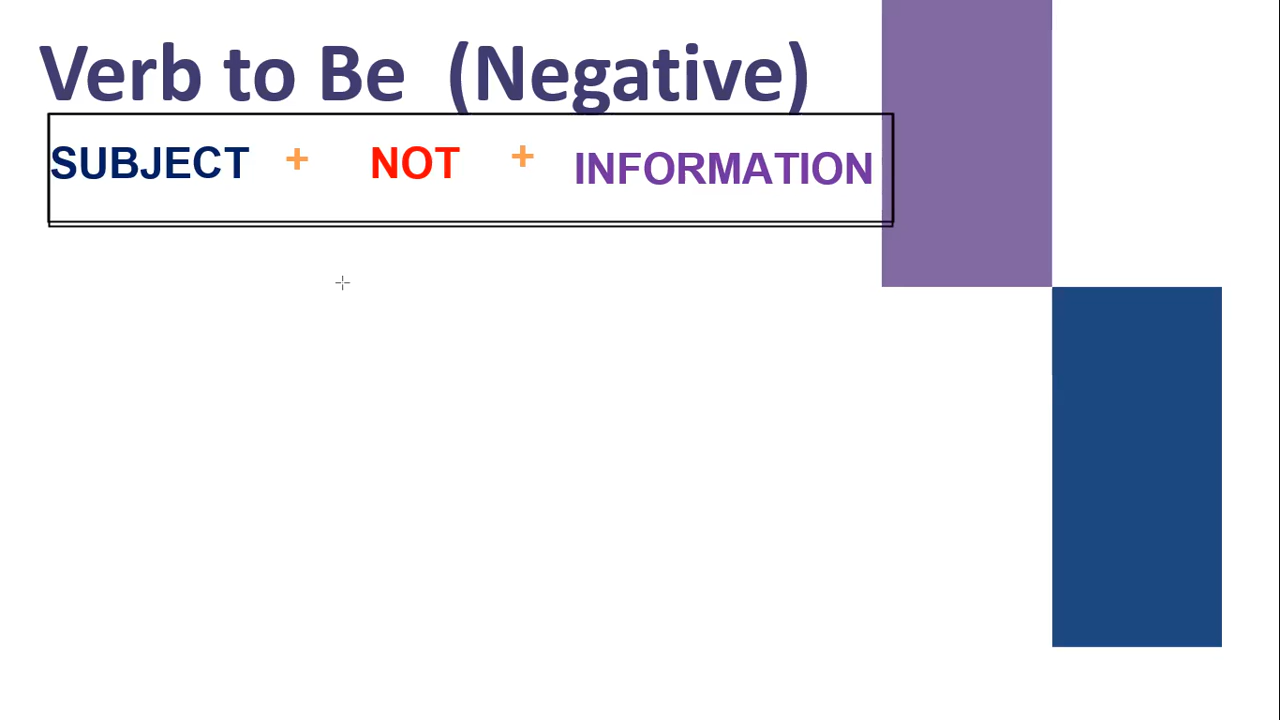 Verb to Be (Negative)
SUBJECT + NOT + INFORMATION